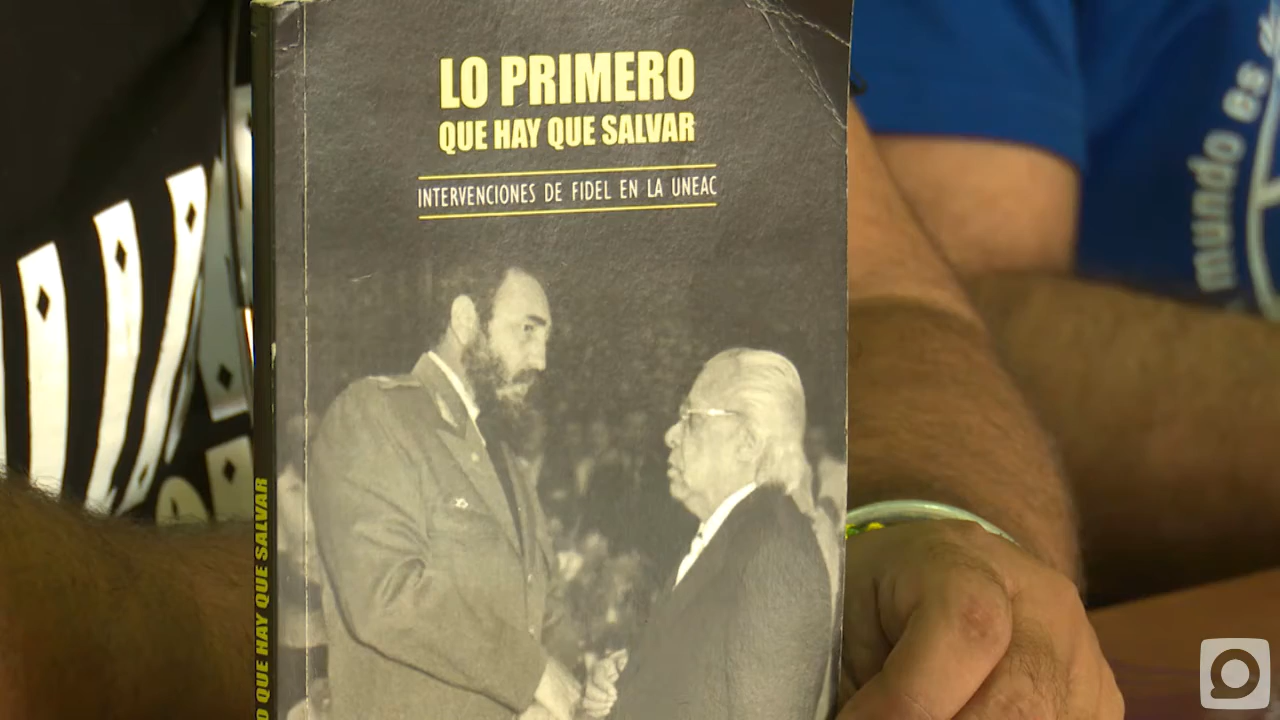 LO PRIMERO
QUE HAY QUE SALVAR
INTERVENCIONES DE FIDEL EN LA UNEAC
O QUE HAY QUE SALVAR
mundo es